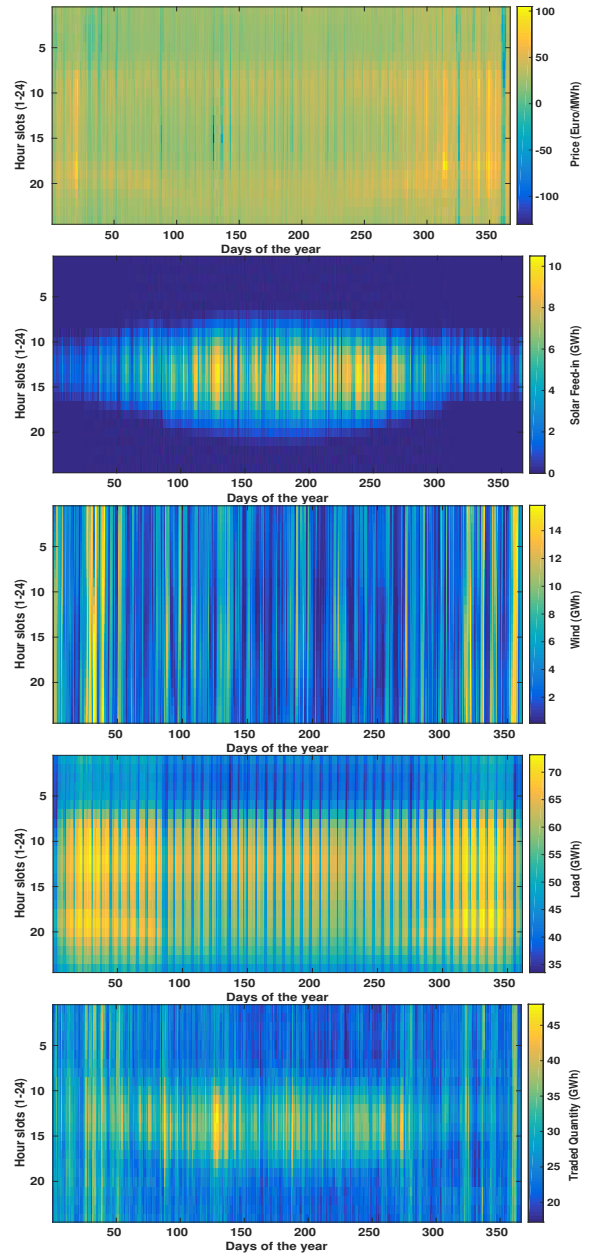 100
5
50
10
0
15
-50
20
-100
50 100 150 200 250 300 350
Days of the year
Hour slots (1-24)
Price (Euro/MWh)
10
5
8
10
6
15
4
20
2
0
50 100 150 200 250 300 350
Days of the year
Hour slots (1-24)
Solar Feed-in (GWh)
14
5
12
10
10
8
15
6
4
20
2
50 100 150 200 250 300 350
Days of the year
Hour slots (1-24)
Wind (GWh)
70
5
65
60
10
55
15
50
45
20
40
35
50 100 150 200 250 300 350
Days of the year
Hour slots (1-24)
Load (GWh)
45
5
40
10
35
30
15
25
20
20
50 100 150 200 250 300 350
Days of the year
Hour slots (1-24)
Traded Quantity (GWh)